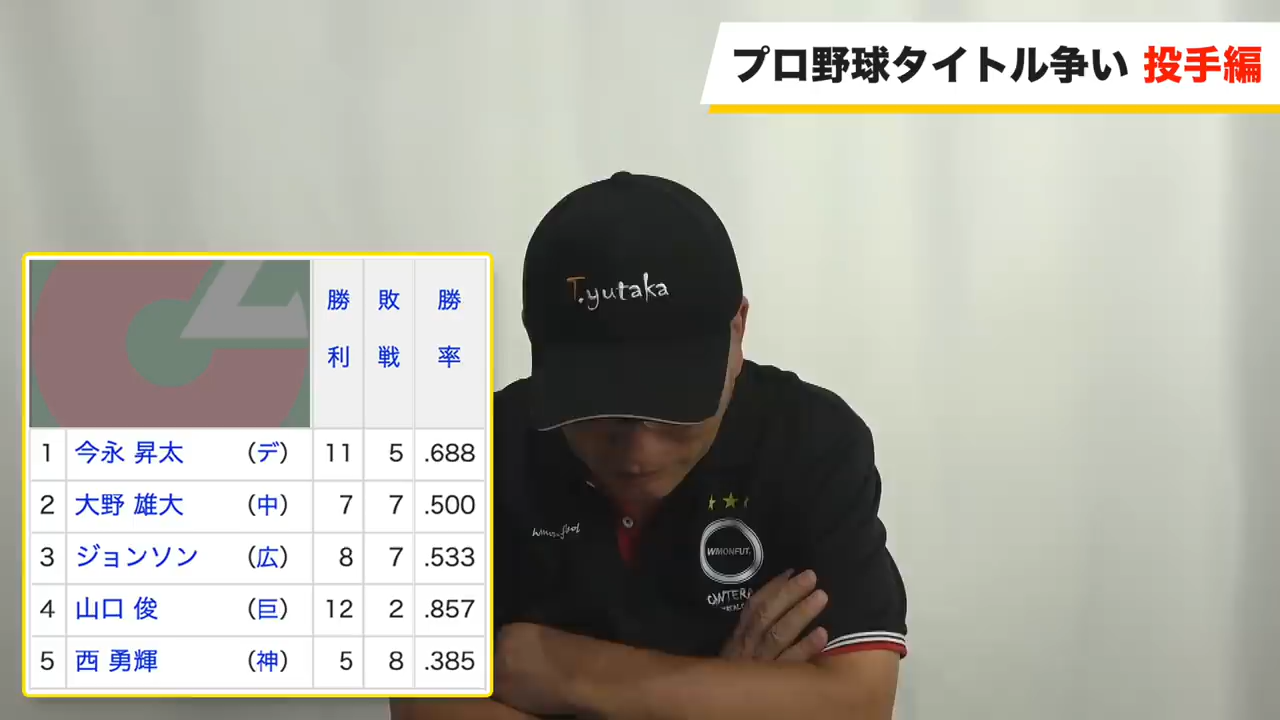 プロ野球タイトル争い 投手編
勝利 敗戦 勝率
1 今永 昇太 (デ) 11 5 .688
2 大野 雄大 (中) 7 7 .500
3 ジョンソン (広) 8 7 .533
4 山口 俊 (巨) 12 2 .857
5 西 勇輝 (神) 5 8 .385
T.yutaka
WMONFUT.